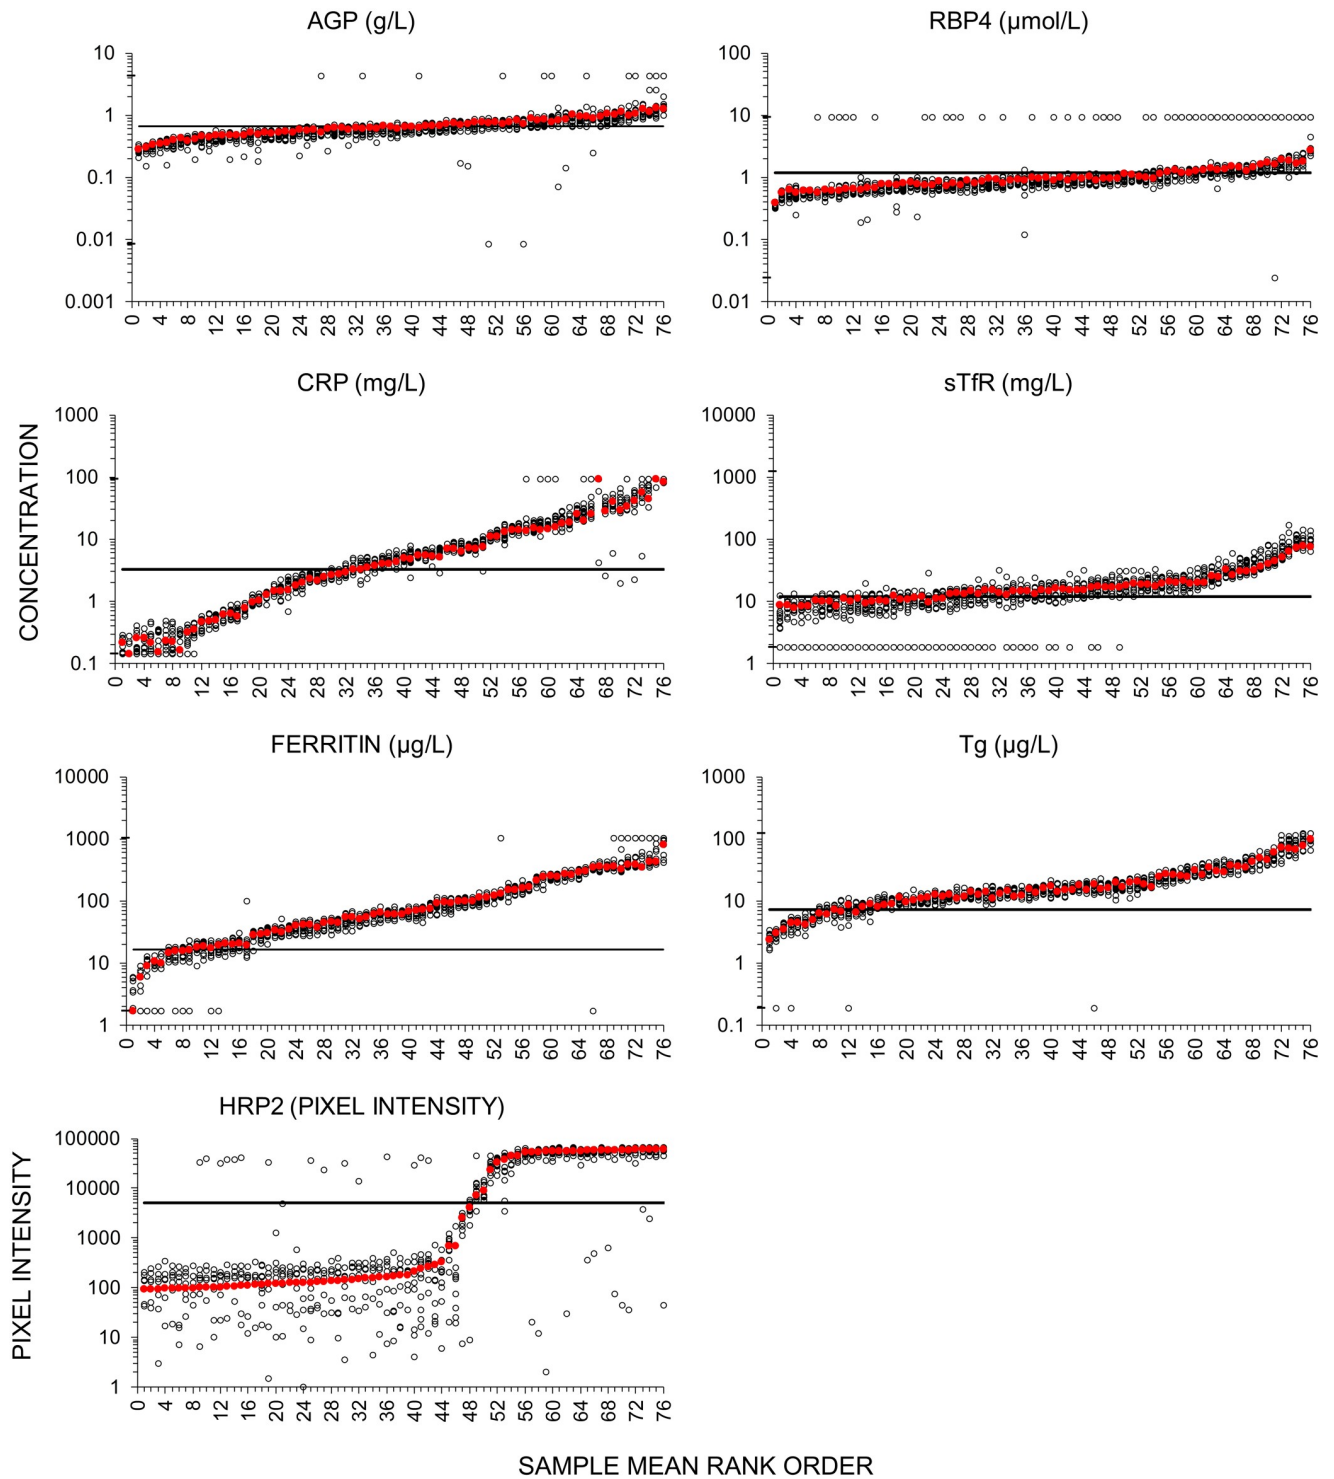 AGP (g/L)
10
1
0.1
0.01
0.001
0 4 8 12 16 20 24 28 32 36 40 44 48 52 56 60 64 68 72 76
RBP4 (µmol/L)
100
10
1
0.1
0.01
0 4 8 12 16 20 24 28 32 36 40 44 48 52 56 60 64 68 72 76
CONCENTRATION
CRP (mg/L)
1000
100
10
1
0.1
0 4 8 12 16 20 24 28 32 36 40 44 48 52 56 60 64 68 72 76
sTfR (mg/L)
10000
1000
100
10
1
0 4 8 12 16 20 24 28 32 36 40 44 48 52 56 60 64 68 72 76
FERRITIN (µg/L)
10000
1000
100
10
1
0 4 8 12 16 20 24 28 32 36 40 44 48 52 56 60 64 68 72 76
Tg (µg/L)
1000
100
10
1
0.1
0 4 8 12 16 20 24 28 32 36 40 44 48 52 56 60 64 68 72 76
PIXEL INTENSITY
HRP2 (PIXEL INTENSITY)
100000
10000
1000
100
10
1
0 4 8 12 16 20 24 28 32 36 40 44 48 52 56 60 64 68 72 76
SAMPLE MEAN RANK ORDER